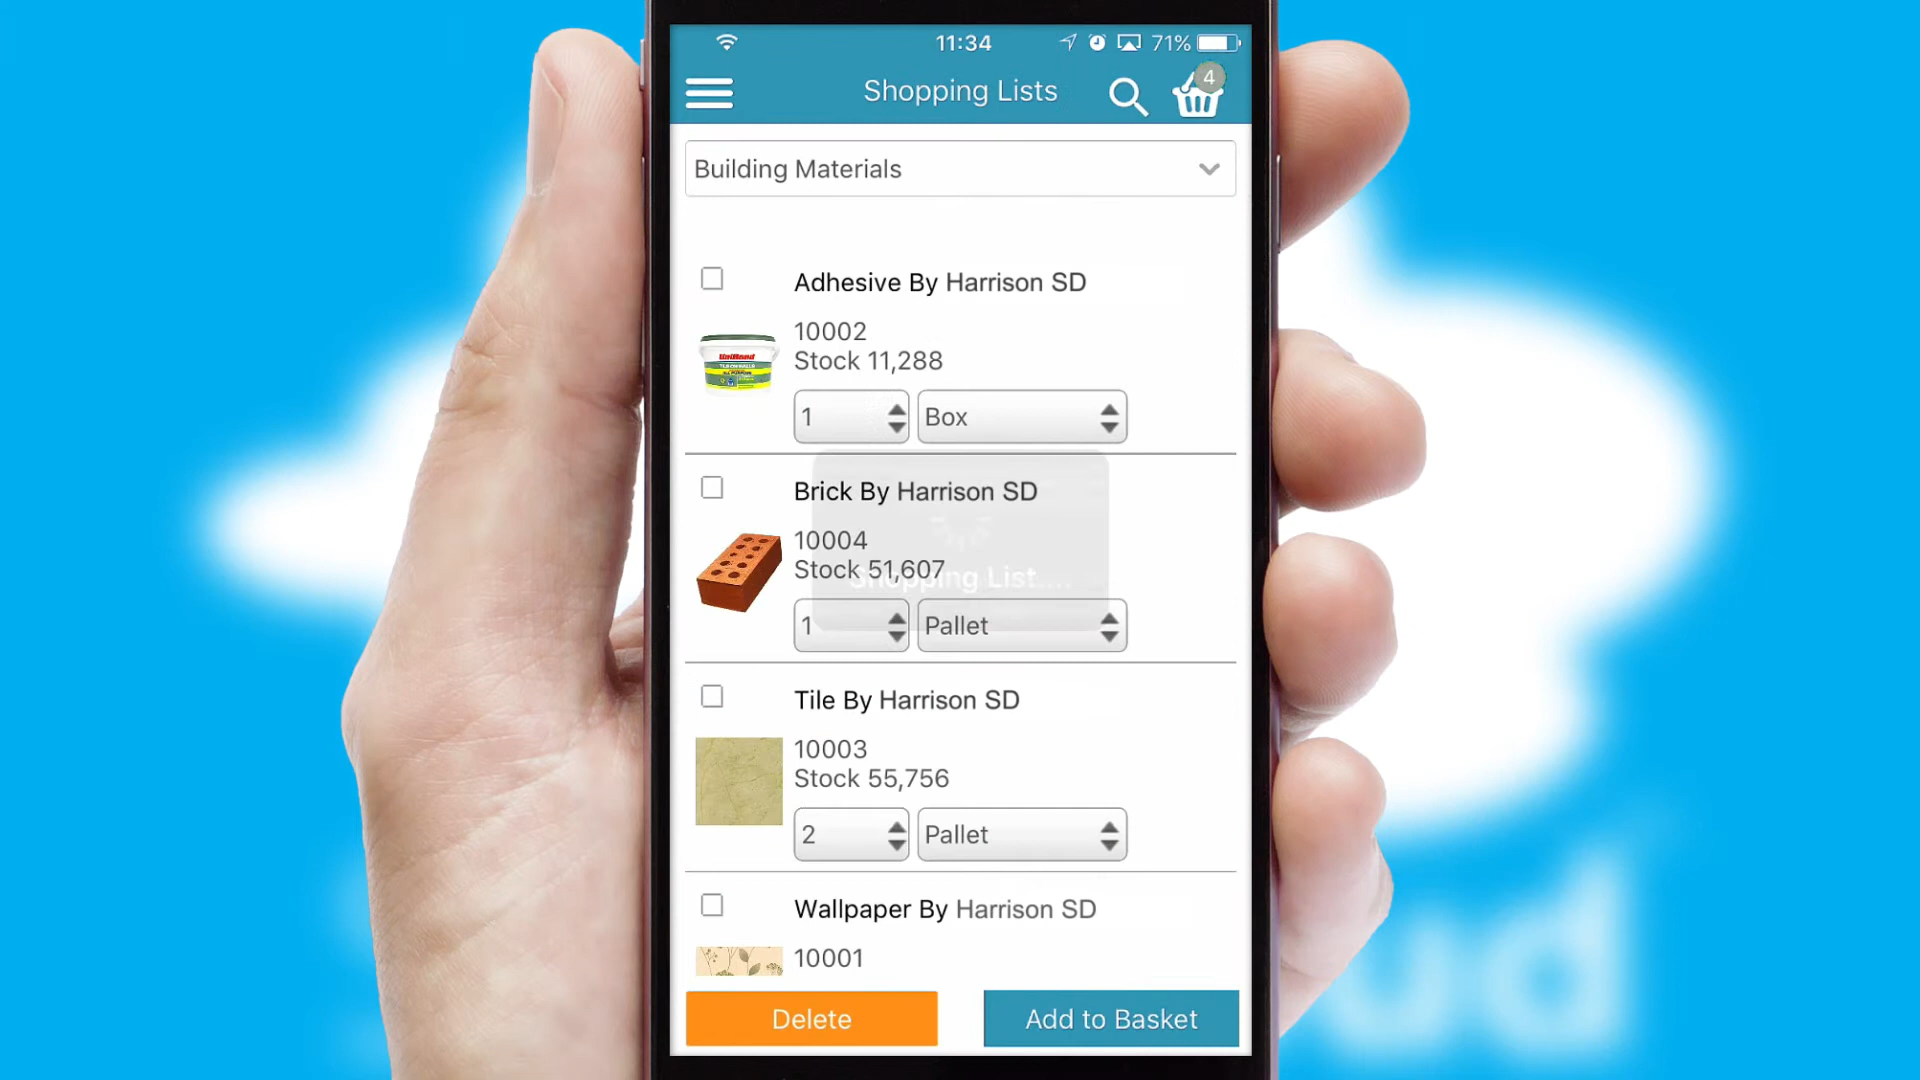 11:34 71%
Shopping Lists 4
Building Materials
Adhesive By Harrison SD
10002
Stock 11,288
1 Box
Brick By Harrison SD
10004
Stock 51,607
Shopping List....
1 Pallet
Tile By Harrison SD
10003
Stock 55,756
2 Pallet
Wallpaper By Harrison SD
10001
Delete Add to Basket